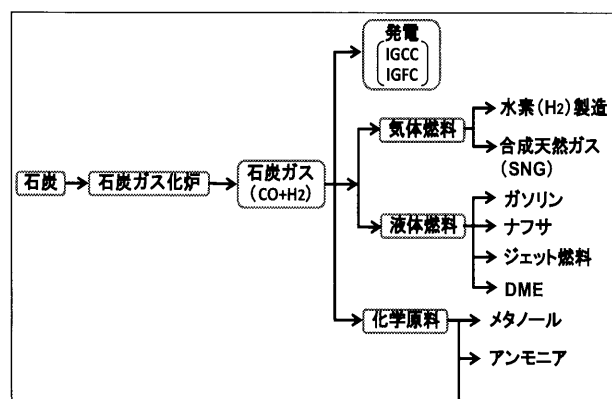 発電
IGCC
IGFC
水素(H2)製造
気体燃料
合成天然ガス
(SNG)
石炭
石炭ガス化炉
石炭ガス
(CO+H2)
ガソリン
液体燃料
ナフサ
ジェット燃料
DME
化学原料
メタノール
アンモニア